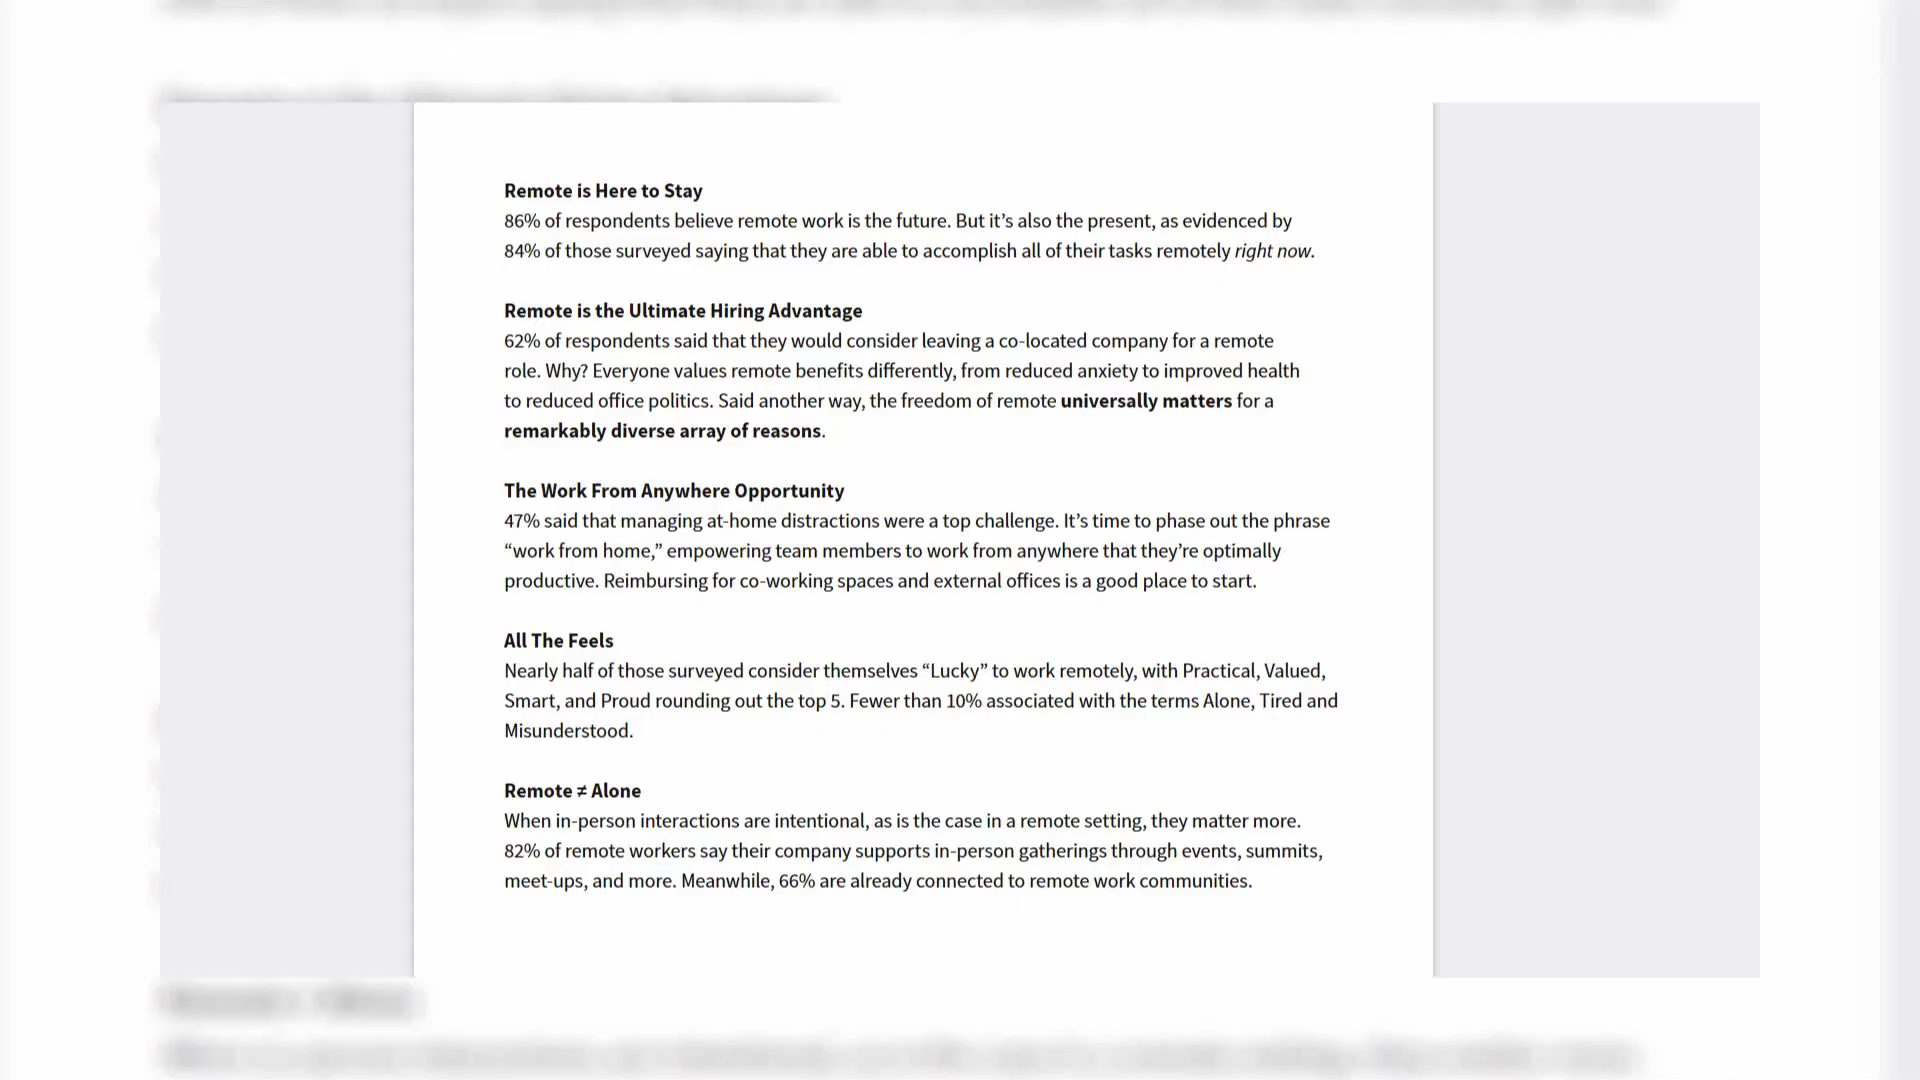 Remote is Here to Stay
86% of respondents believe remote work is the future. But it’s also the present, as evidenced by
84% of those surveyed saying that they are able to accomplish all of their tasks remotely right now.
Remote is the Ultimate Hiring Advantage
62% of respondents said that they would consider leaving a co-located company for a remote
role. Why? Everyone values remote benefits differently, from reduced anxiety to improved health
to reduced office politics. Said another way, the freedom of remote universally matters for a
remarkably diverse array of reasons.
The Work From Anywhere Opportunity
47% said that managing at-home distractions were a top challenge. It’s time to phase out the phrase
“work from home,” empowering team members to work from anywhere that they’re optimally
productive. Reimbursing for co-working spaces and external offices is a good place to start.
All The Feels
Nearly half of those surveyed consider themselves “Lucky” to work remotely, with Practical, Valued,
Smart, and Proud rounding out the top 5. Fewer than 10% associated with the terms Alone, Tired and
Misunderstood.
Remote ≠ Alone
When in-person interactions are intentional, as is the case in a remote setting, they matter more.
82% of remote workers say their company supports in-person gatherings through events, summits,
meet-ups, and more. Meanwhile, 66% are already connected to remote work communities.